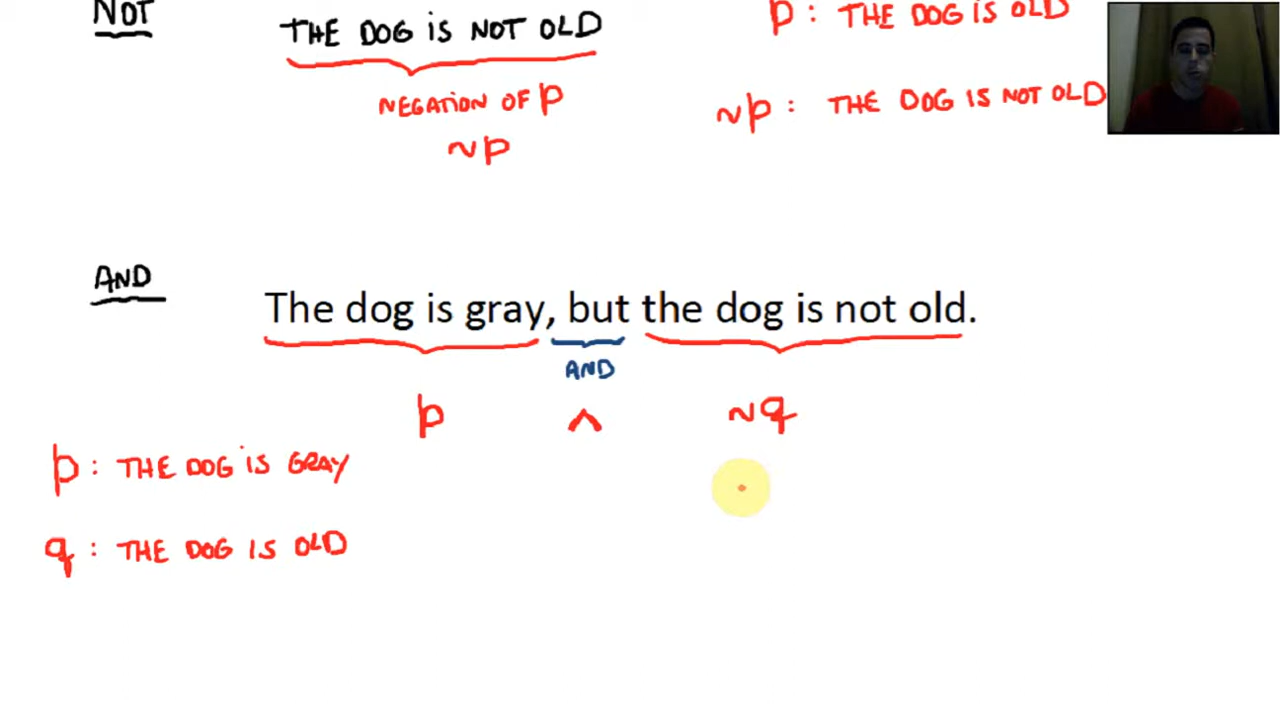 NOT
THE DOG IS NOT OLD
p : THE DOG IS OLD
NEGATION OF p
~p
~p : THE DOG IS NOT OLD
AND
The dog is gray, but the dog is not old.
AND
p ∧ ~q
p : THE DOG IS GRAY
q : THE DOG IS OLD